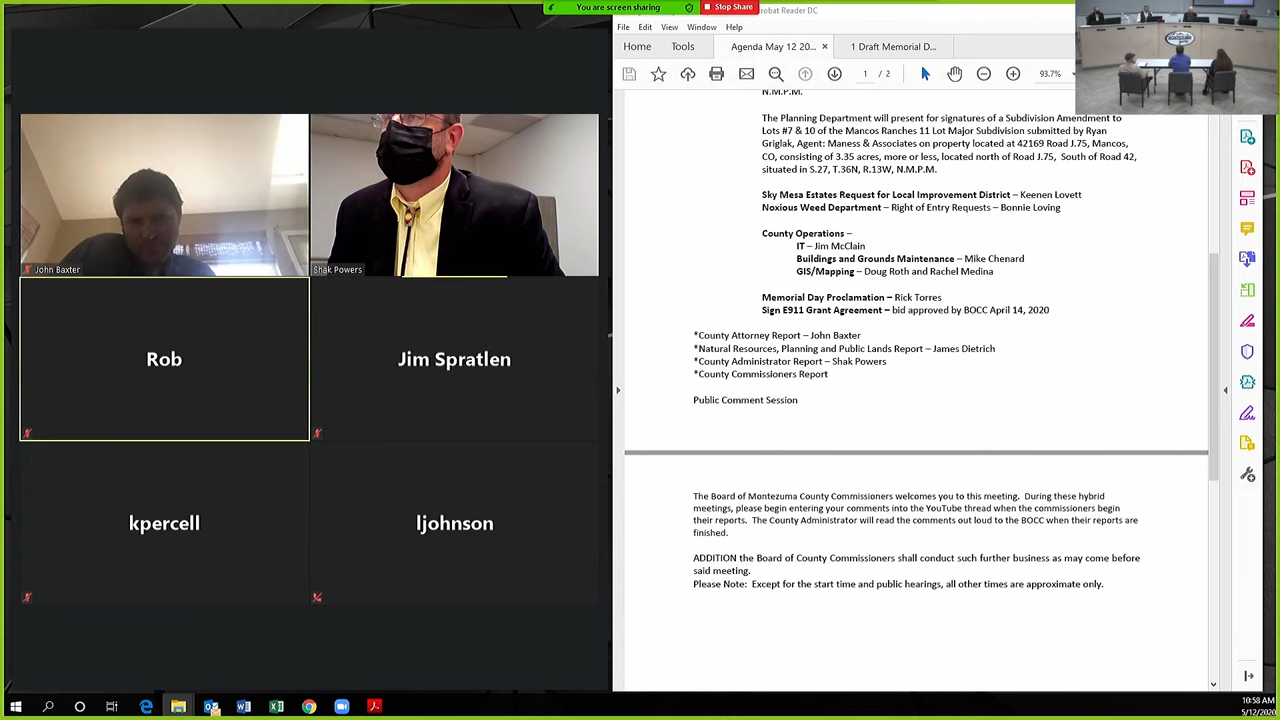 You are screen sharing
Stop Share
obat Reader DC
File Edit View Window Help
Home Tools Agenda May 12 20... × 1 Draft Memorial D...
1 / 2 93.7%
MONTEZUMA
N.M.P.M.
The Planning Department will present for signatures of a Subdivision Amendment to
Lots #7 & 10 of the Mancos Ranches 11 Lot Major Subdivision submitted by Ryan
Griglak, Agent: Maness & Associates on property located at 42169 Road J.75, Mancos,
CO, consisting of 3.35 acres, more or less, located north of Road J.75, South of Road 42,
situated in S.27, T.36N, R.13W, N.M.P.M.
Sky Mesa Estates Request for Local Improvement District – Keenen Lovett
Noxious Weed Department – Right of Entry Requests – Bonnie Loving
County Operations –
IT – Jim McClain
Buildings and Grounds Maintenance – Mike Chenard
GIS/Mapping – Doug Roth and Rachel Medina
Memorial Day Proclamation – Rick Torres
Sign E911 Grant Agreement – bid approved by BOCC April 14, 2020
*County Attorney Report – John Baxter
*Natural Resources, Planning and Public Lands Report – James Dietrich
*County Administrator Report – Shak Powers
*County Commissioners Report
Public Comment Session
The Board of Montezuma County Commissioners welcomes you to this meeting. During these hybrid
meetings, please begin entering your comments into the YouTube thread when the commissioners begin
their reports. The County Administrator will read the comments out loud to the BOCC when their reports are
finished.
ADDITION the Board of County Commissioners shall conduct such further business as may come before
said meeting.
Please Note: Except for the start time and public hearings, all other times are approximate only.
John Baxter
Shak Powers
Rob
Jim Spratlen
kpercell
ljohnson
10:58 AM
5/12/2020